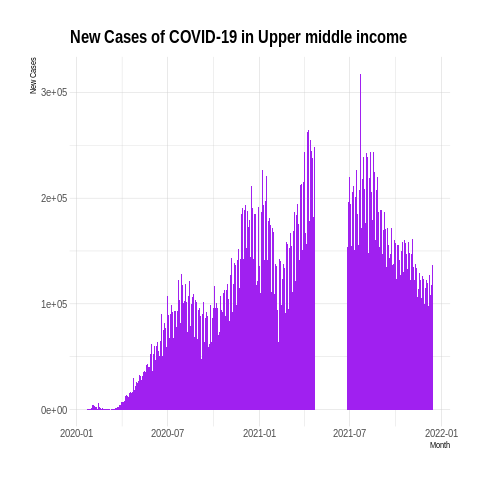 New Cases of COVID-19 in Upper middle income
New Cases
3e+05
2e+05
1e+05
0e+00
2020-01
2020-07
2021-01
2021-07
2022-01
Month